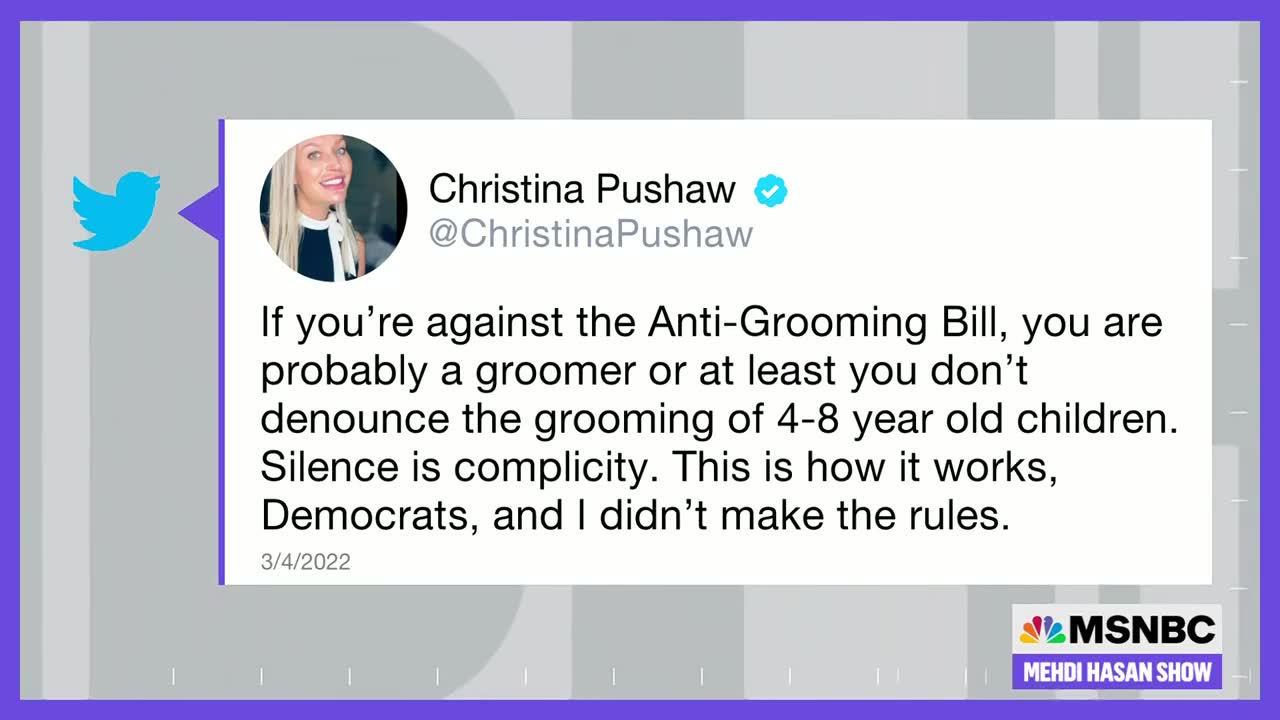 Christina Pushaw
@ChristinaPushaw
If you’re against the Anti-Grooming Bill, you are
probably a groomer or at least you don’t
denounce the grooming of 4-8 year old children.
Silence is complicity. This is how it works,
Democrats, and I didn’t make the rules.
3/4/2022
MSNBC
MEHDI HASAN SHOW